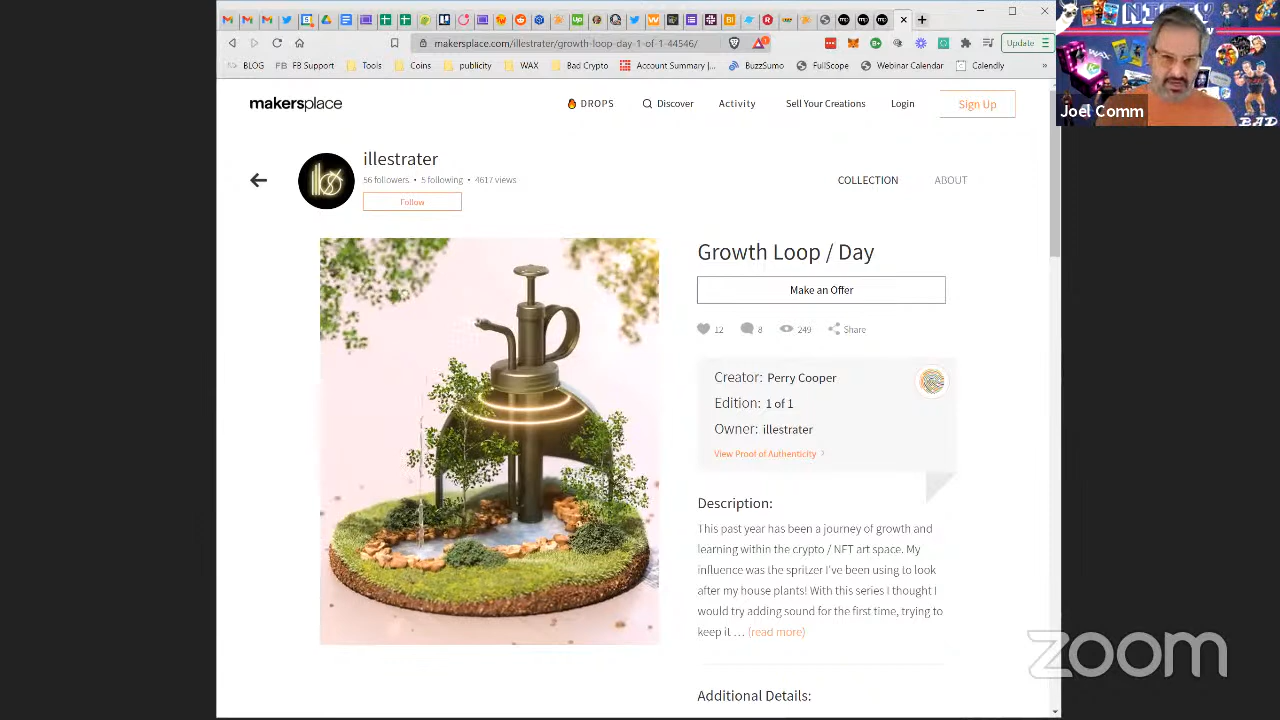 makersplace.com/illestrater/growth-loop-day-1-of-1-44546/
Update
BLOG
FB Support
Tools
Coins
publicity
WAX
Bad Crypto
Account Summary |...
BuzzSumo
FullScope
Webinar Calendar
Calendly
»
makersplace
DROPS
Discover
Activity
Sell Your Creations
Login
Sign Up
illestrater
56 followers • 5 following • 4617 views
Follow
COLLECTION
ABOUT
Growth Loop / Day
Make an Offer
12
8
249
Share
Creator: Perry Cooper
Edition: 1 of 1
Owner: illestrater
View Proof of Authenticity
Description:
This past year has been a journey of growth and
learning within the crypto / NFT art space. My
influence was the spritzer I've been using to look
after my house plants! With this series I thought I
would try adding sound for the first time, trying to
keep it ... (read more)
Additional Details:
Joel Comm
BAD
zoom